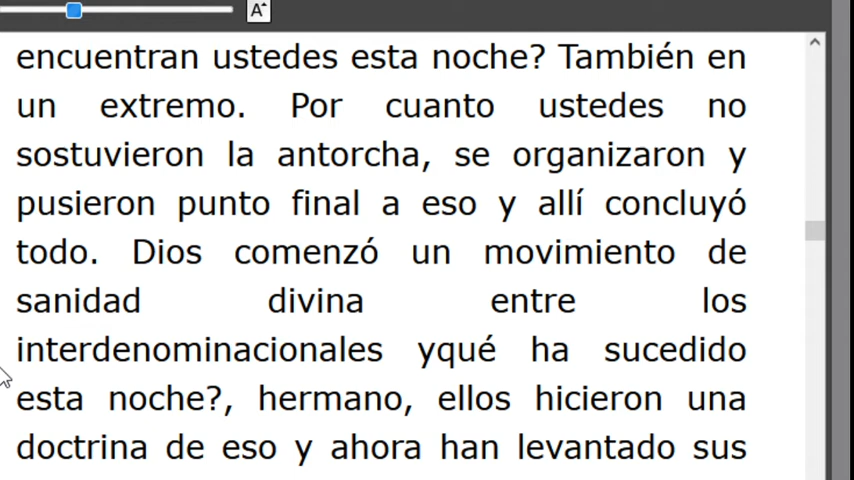 A
encuentran ustedes esta noche? También en
un extremo. Por cuanto ustedes no
sostuvieron la antorcha, se organizaron y
pusieron punto final a eso y allí concluyó
todo. Dios comenzó un movimiento de
sanidad divina entre los
interdenominacionales yqué ha sucedido
esta noche?, hermano, ellos hicieron una
doctrina de eso y ahora han levantado sus